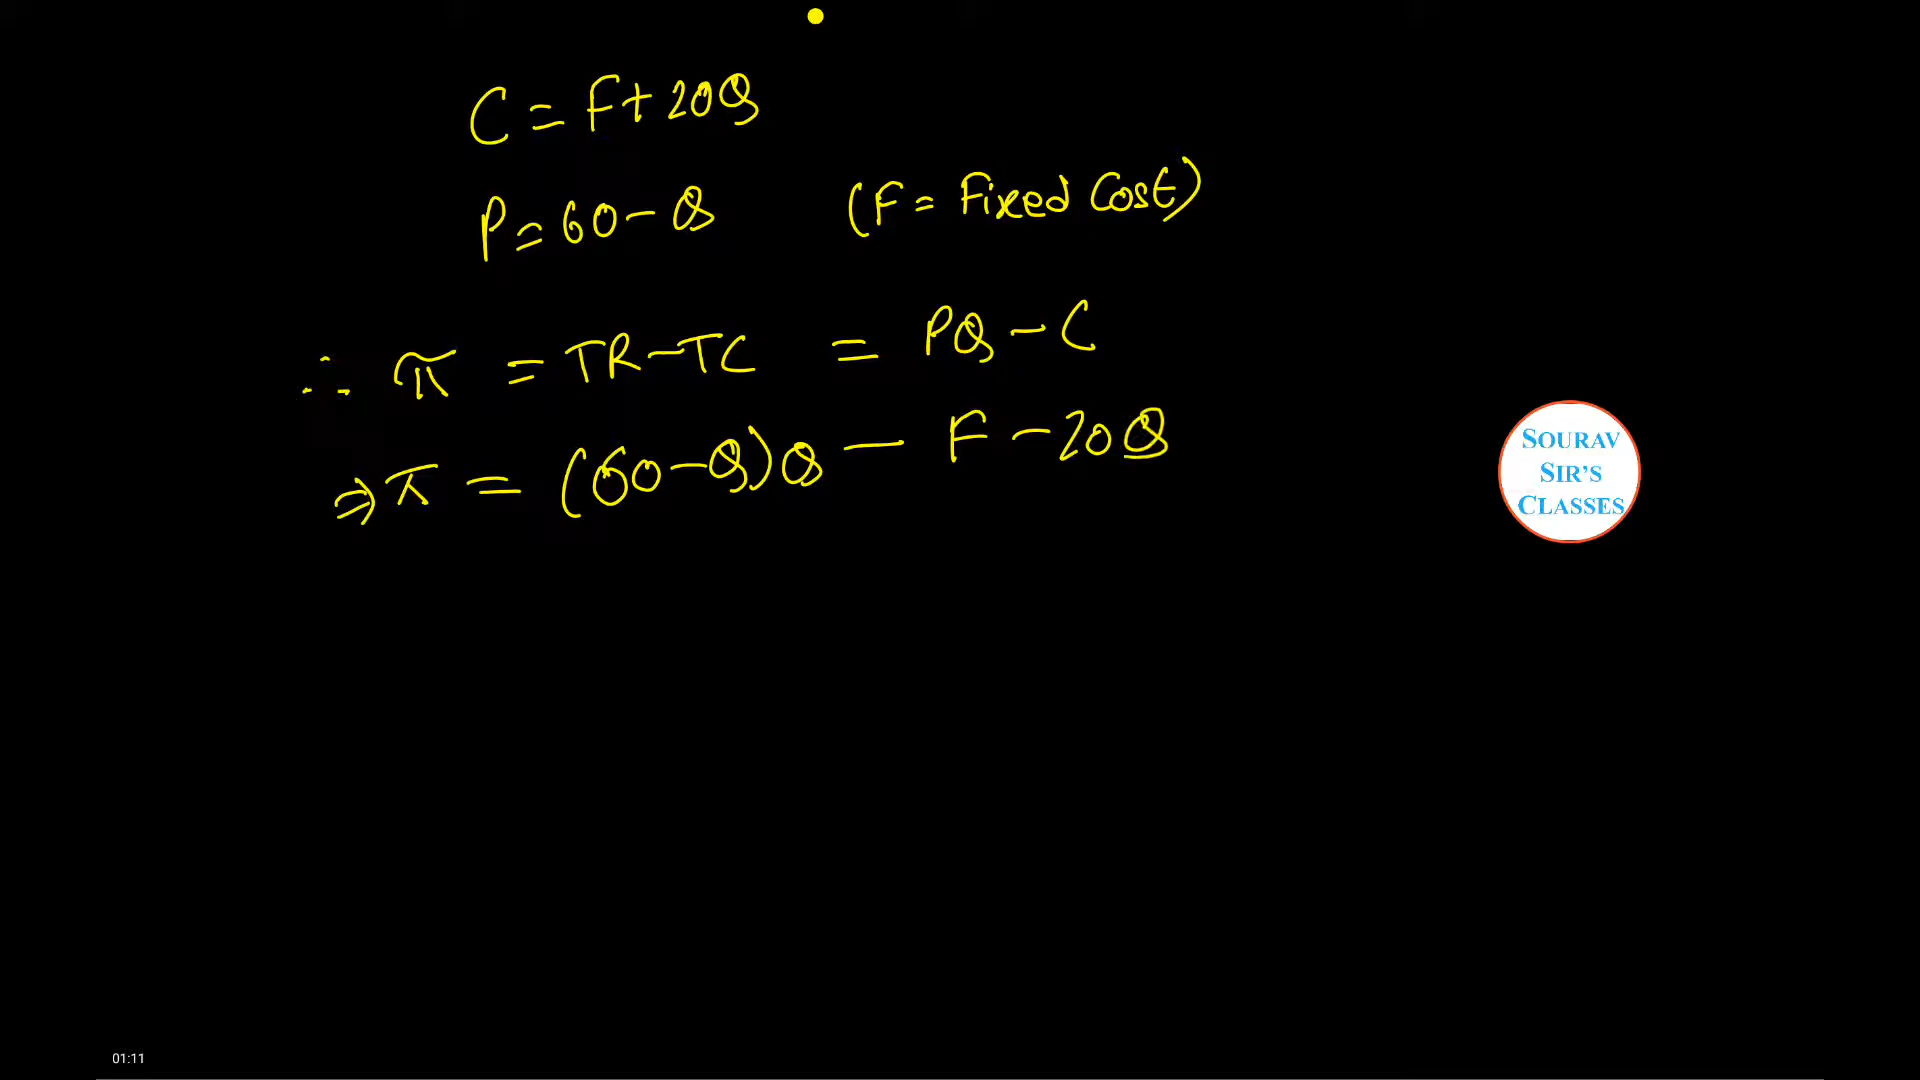 C = F + 20Q
P = 60 - Q (F = Fixed Cost)
∴ π = TR - TC = PQ - C
⇒ π = (60 - Q)Q - F - 20Q
SOURAV
SIR'S
CLASSES
01:11